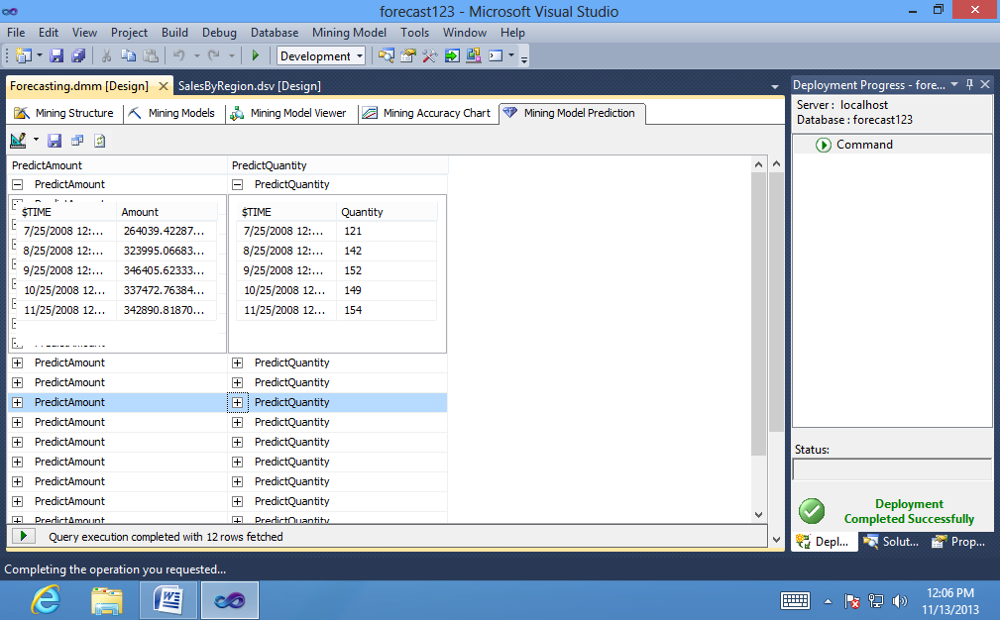 forecast123 - Microsoft Visual Studio
File Edit View Project Build Debug Database Mining Model Tools Window Help
Development
Forecasting.dmm [Design] SalesByRegion.dsv [Design]
Mining Structure Mining Models Mining Model Viewer Mining Accuracy Chart Mining Model Prediction
PredictAmount PredictQuantity
PredictAmount PredictQuantity
$TIME Amount $TIME Quantity
7/25/2008 12:... 264039.42287... 7/25/2008 12:... 121
8/25/2008 12:... 323995.06683... 8/25/2008 12:... 142
9/25/2008 12:... 346405.62333... 9/25/2008 12:... 152
10/25/2008 12... 337472.76384... 10/25/2008 12... 149
11/25/2008 12... 342890.81870... 11/25/2008 12... 154
PredictAmount PredictQuantity
PredictAmount PredictQuantity
PredictAmount PredictQuantity
PredictAmount PredictQuantity
PredictAmount PredictQuantity
PredictAmount PredictQuantity
PredictAmount PredictQuantity
PredictAmount PredictQuantity
PredictAmount PredictQuantity
Query execution completed with 12 rows fetched
Deployment Progress - fore...
Server : localhost
Database : forecast123
Command
Status:
Deployment
Completed Successfully
Depl... Solut... Prop...
Completing the operation you requested...
12:06 PM
11/13/2013